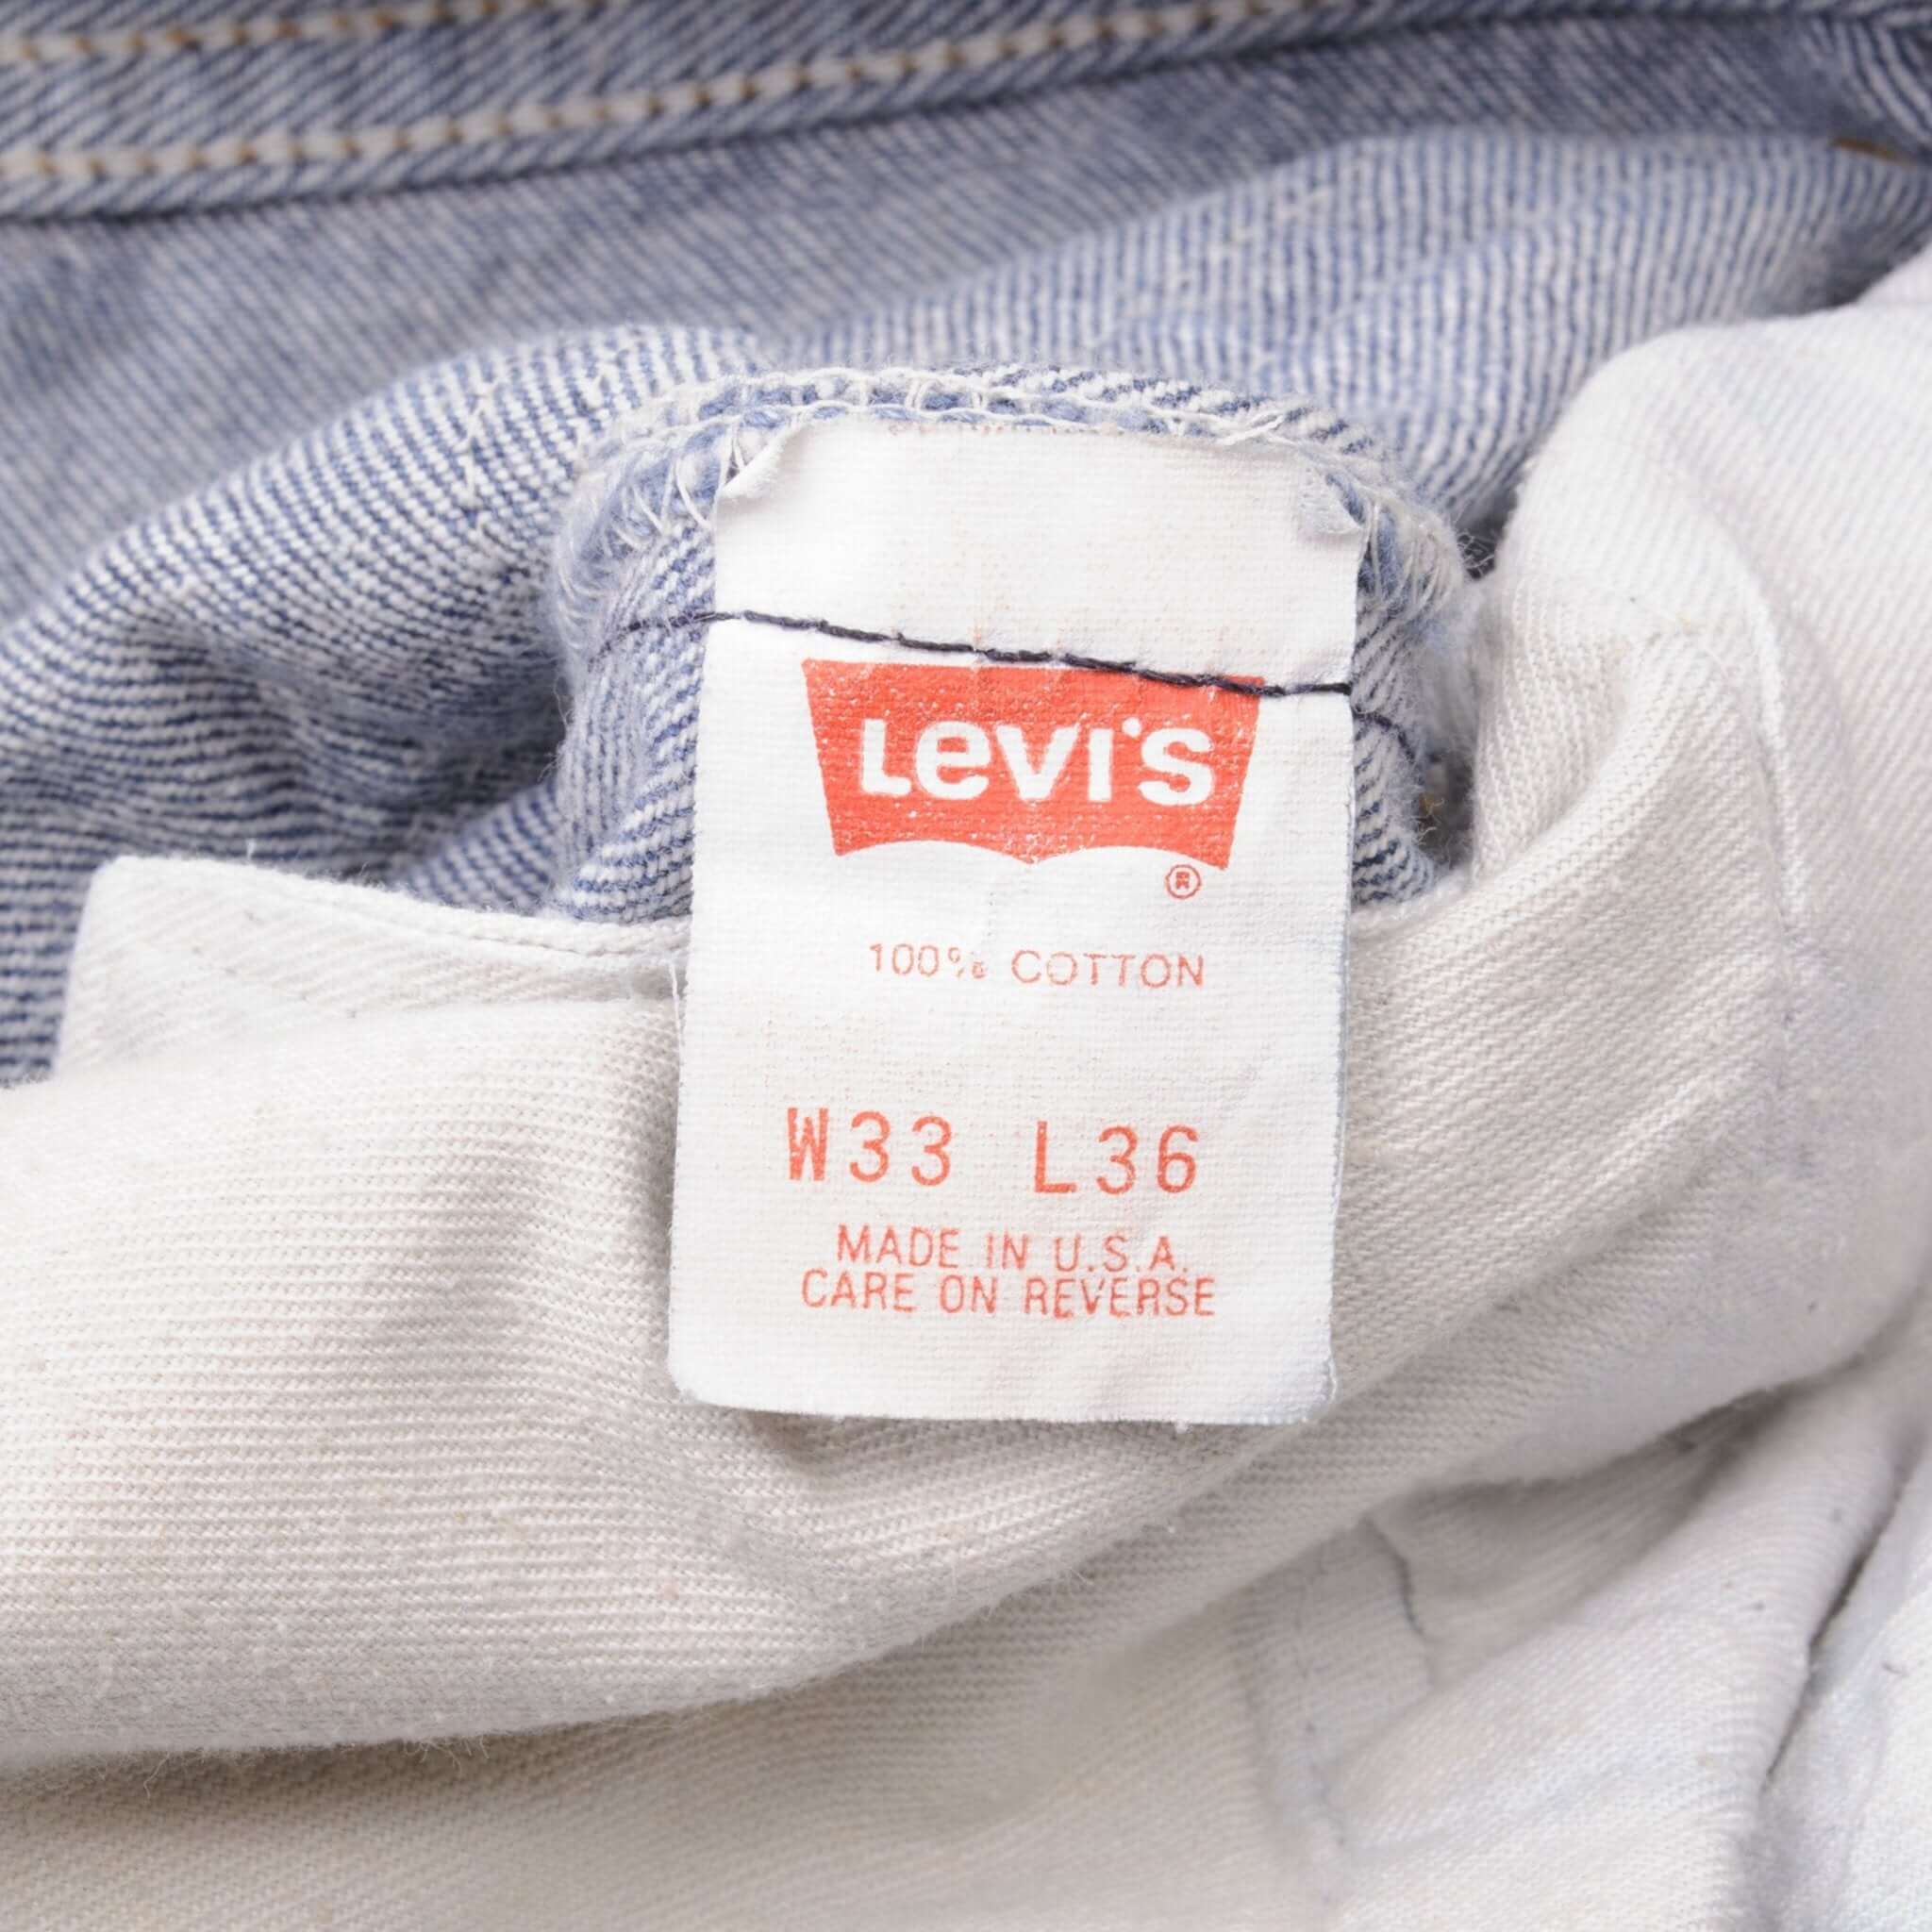 Levi's
®
100% COTTON
W33 L36
MADE IN U.S.A.
CARE ON REVERSE